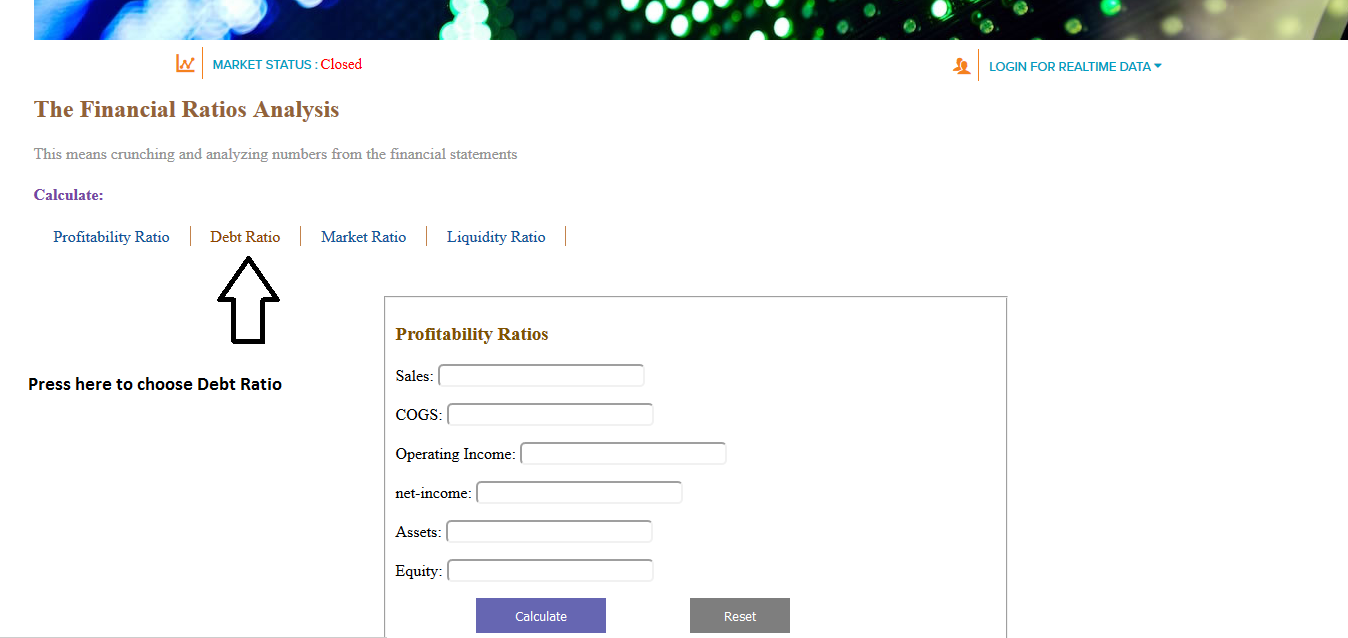 MARKET STATUS : Closed
LOGIN FOR REALTIME DATA
The Financial Ratios Analysis
This means crunching and analyzing numbers from the financial statements
Calculate:
Profitability Ratio Debt Ratio Market Ratio Liquidity Ratio
Press here to choose Debt Ratio
Profitability Ratios
Sales:
COGS:
Operating Income:
net-income:
Assets:
Equity:
Calculate Reset